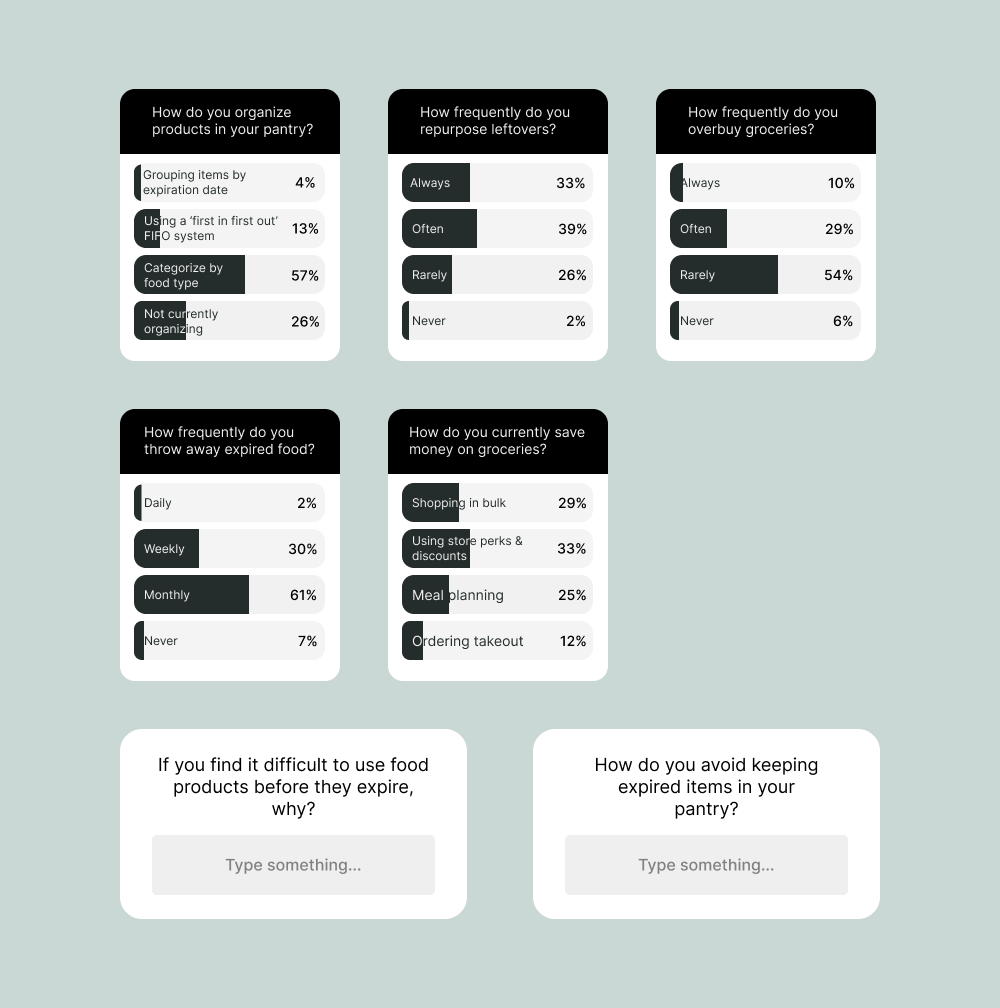 How do you organize
products in your pantry?
Grouping items by
expiration date
4%
Using a ‘first in first out’
FIFO system
13%
Categorize by
food type
57%
Not currently
organizing
26%
How frequently do you
repurpose leftovers?
Always
33%
Often
39%
Rarely
26%
Never
2%
How frequently do you
overbuy groceries?
Always
10%
Often
29%
Rarely
54%
Never
6%
How frequently do you
throw away expired food?
Daily
2%
Weekly
30%
Monthly
61%
Never
7%
How do you currently save
money on groceries?
Shopping in bulk
29%
Using store perks &
discounts
33%
Meal planning
25%
Ordering takeout
12%
If you find it difficult to use food
products before they expire,
why?
Type something...
How do you avoid keeping
expired items in your
pantry?
Type something...